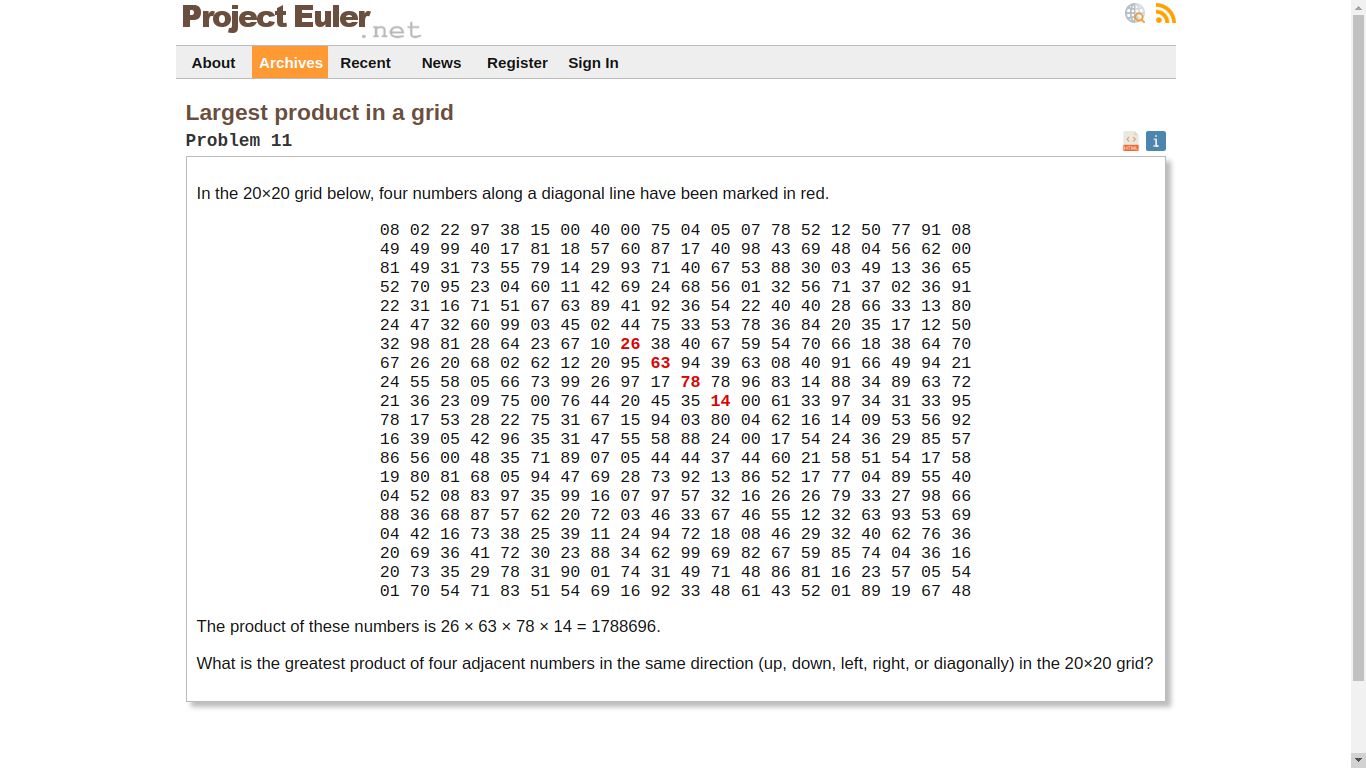 Project Euler
.net
About Archives Recent News Register Sign In
Largest product in a grid
Problem 11
HTML i
In the 20×20 grid below, four numbers along a diagonal line have been marked in red.
08 02 22 97 38 15 00 40 00 75 04 05 07 78 52 12 50 77 91 08
49 49 99 40 17 81 18 57 60 87 17 40 98 43 69 48 04 56 62 00
81 49 31 73 55 79 14 29 93 71 40 67 53 88 30 03 49 13 36 65
52 70 95 23 04 60 11 42 69 24 68 56 01 32 56 71 37 02 36 91
22 31 16 71 51 67 63 89 41 92 36 54 22 40 40 28 66 33 13 80
24 47 32 60 99 03 45 02 44 75 33 53 78 36 84 20 35 17 12 50
32 98 81 28 64 23 67 10 26 38 40 67 59 54 70 66 18 38 64 70
67 26 20 68 02 62 12 20 95 63 94 39 63 08 40 91 66 49 94 21
24 55 58 05 66 73 99 26 97 17 78 78 96 83 14 88 34 89 63 72
21 36 23 09 75 00 76 44 20 45 35 14 00 61 33 97 34 31 33 95
78 17 53 28 22 75 31 67 15 94 03 80 04 62 16 14 09 53 56 92
16 39 05 42 96 35 31 47 55 58 88 24 00 17 54 24 36 29 85 57
86 56 00 48 35 71 89 07 05 44 44 37 44 60 21 58 51 54 17 58
19 80 81 68 05 94 47 69 28 73 92 13 86 52 17 77 04 89 55 40
04 52 08 83 97 35 99 16 07 97 57 32 16 26 26 79 33 27 98 66
88 36 68 87 57 62 20 72 03 46 33 67 46 55 12 32 63 93 53 69
04 42 16 73 38 25 39 11 24 94 72 18 08 46 29 32 40 62 76 36
20 69 36 41 72 30 23 88 34 62 99 69 82 67 59 85 74 04 36 16
20 73 35 29 78 31 90 01 74 31 49 71 48 86 81 16 23 57 05 54
01 70 54 71 83 51 54 69 16 92 33 48 61 43 52 01 89 19 67 48
The product of these numbers is 26 × 63 × 78 × 14 = 1788696.
What is the greatest product of four adjacent numbers in the same direction (up, down, left, right, or diagonally) in the 20×20 grid?